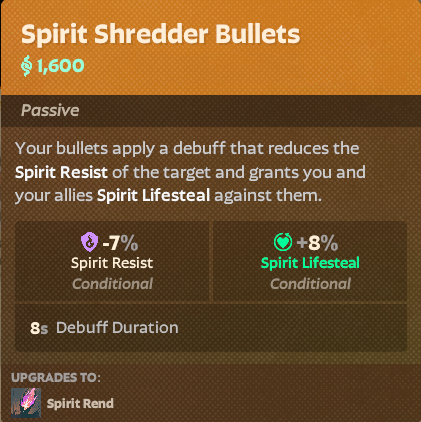 Spirit Shredder Bullets
1,600
Passive
Your bullets apply a debuff that reduces the
Spirit Resist of the target and grants you and
your allies Spirit Lifesteal against them.
-7%
Spirit Resist
Conditional
+8%
Spirit Lifesteal
Conditional
8s Debuff Duration
UPGRADES TO:
Spirit Rend